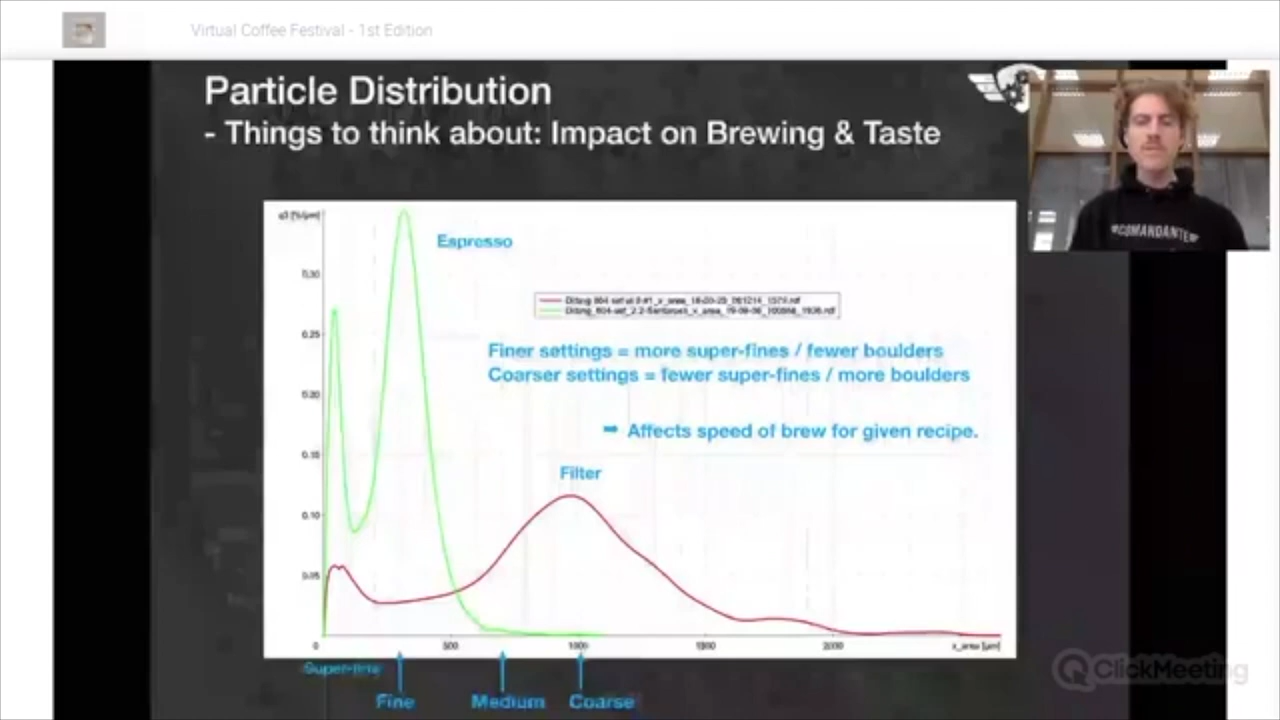 Virtual Coffee Festival - 1st Edition
Particle Distribution
- Things to think about: Impact on Brewing & Taste
COMANDANTE
Espresso
0.30
0.25
Finer settings = more super-fines / fewer boulders
Coarser settings = fewer super-fines / more boulders
0.20
➡ Affects speed of brew for given recipe.
0.15
Filter
0.10
0.05
0 500 1000 1500 2000 x_area [µm]
Super-fine
Fine Medium Coarse
ClickMeeting